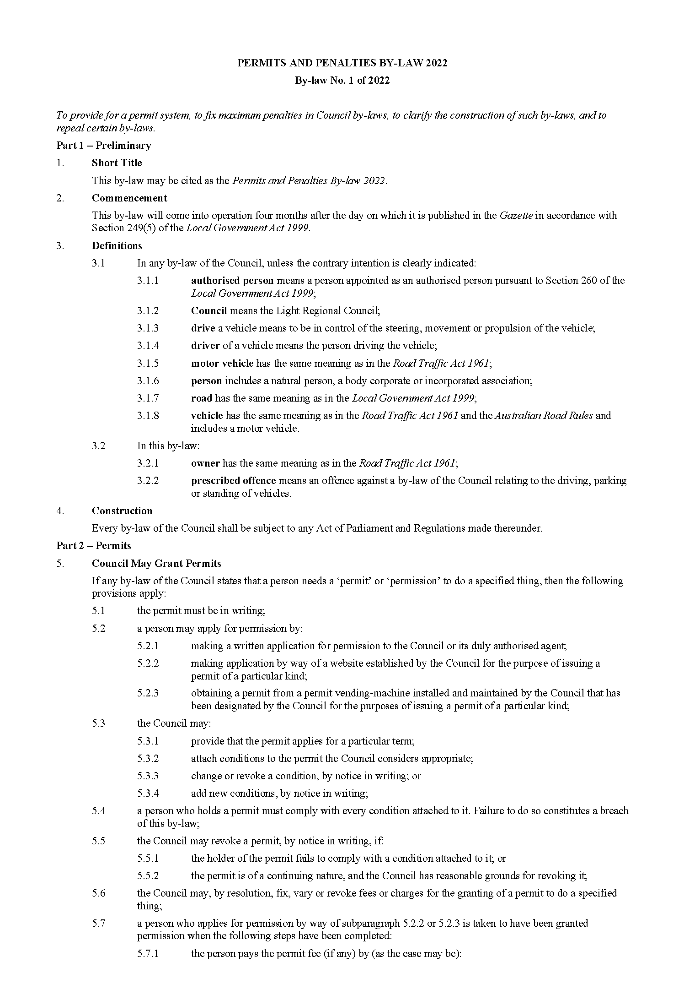 PERMITS AND PENALTIES BY-LAW 2022
By-law No. 1 of 2022
To provide for a permit system, to fix maximum penalties in Council by-laws, to clarify the construction of such by-laws, and to
repeal certain by-laws.
Part 1 – Preliminary
1. Short Title
This by-law may be cited as the Permits and Penalties By-law 2022.
2. Commencement
This by-law will come into operation four months after the day on which it is published in the Gazette in accordance with
Section 249(5) of the Local Government Act 1999.
3. Definitions
3.1 In any by-law of the Council, unless the contrary intention is clearly indicated:
3.1.1 authorised person means a person appointed as an authorised person pursuant to Section 260 of the
Local Government Act 1999;
3.1.2 Council means the Light Regional Council;
3.1.3 drive a vehicle means to be in control of the steering, movement or propulsion of the vehicle;
3.1.4 driver of a vehicle means the person driving the vehicle;
3.1.5 motor vehicle has the same meaning as in the Road Traffic Act 1961;
3.1.6 person includes a natural person, a body corporate or incorporated association;
3.1.7 road has the same meaning as in the Local Government Act 1999;
3.1.8 vehicle has the same meaning as in the Road Traffic Act 1961 and the Australian Road Rules and
includes a motor vehicle.
3.2 In this by-law:
3.2.1 owner has the same meaning as in the Road Traffic Act 1961;
3.2.2 prescribed offence means an offence against a by-law of the Council relating to the driving, parking
or standing of vehicles.
4. Construction
Every by-law of the Council shall be subject to any Act of Parliament and Regulations made thereunder.
Part 2 – Permits
5. Council May Grant Permits
If any by-law of the Council states that a person needs a ‘permit’ or ‘permission’ to do a specified thing, then the following
provisions apply:
5.1 the permit must be in writing;
5.2 a person may apply for permission by:
5.2.1 making a written application for permission to the Council or its duly authorised agent;
5.2.2 making application by way of a website established by the Council for the purpose of issuing a
permit of a particular kind;
5.2.3 obtaining a permit from a permit vending-machine installed and maintained by the Council that has
been designated by the Council for the purposes of issuing a permit of a particular kind;
5.3 the Council may:
5.3.1 provide that the permit applies for a particular term;
5.3.2 attach conditions to the permit the Council considers appropriate;
5.3.3 change or revoke a condition, by notice in writing; or
5.3.4 add new conditions, by notice in writing;
5.4 a person who holds a permit must comply with every condition attached to it. Failure to do so constitutes a breach
of this by-law;
5.5 the Council may revoke a permit, by notice in writing, if:
5.5.1 the holder of the permit fails to comply with a condition attached to it; or
5.5.2 the permit is of a continuing nature, and the Council has reasonable grounds for revoking it;
5.6 the Council may, by resolution, fix, vary or revoke fees or charges for the granting of a permit to do a specified
thing;
5.7 a person who applies for permission by way of subparagraph 5.2.2 or 5.2.3 is taken to have been granted
permission when the following steps have been completed:
5.7.1 the person pays the permit fee (if any) by (as the case may be):